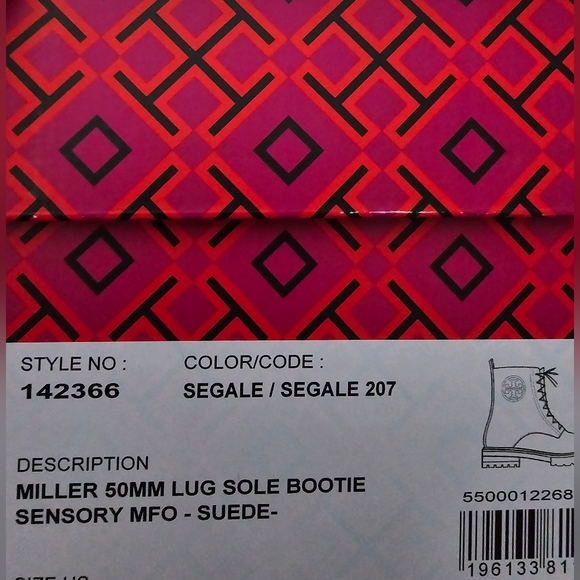 STYLE NO : COLOR/CODE :
142366 SEGALE / SEGALE 207
DESCRIPTION
MILLER 50MM LUG SOLE BOOTIE
SENSORY MFO - SUEDE-
5500012268
196133 81